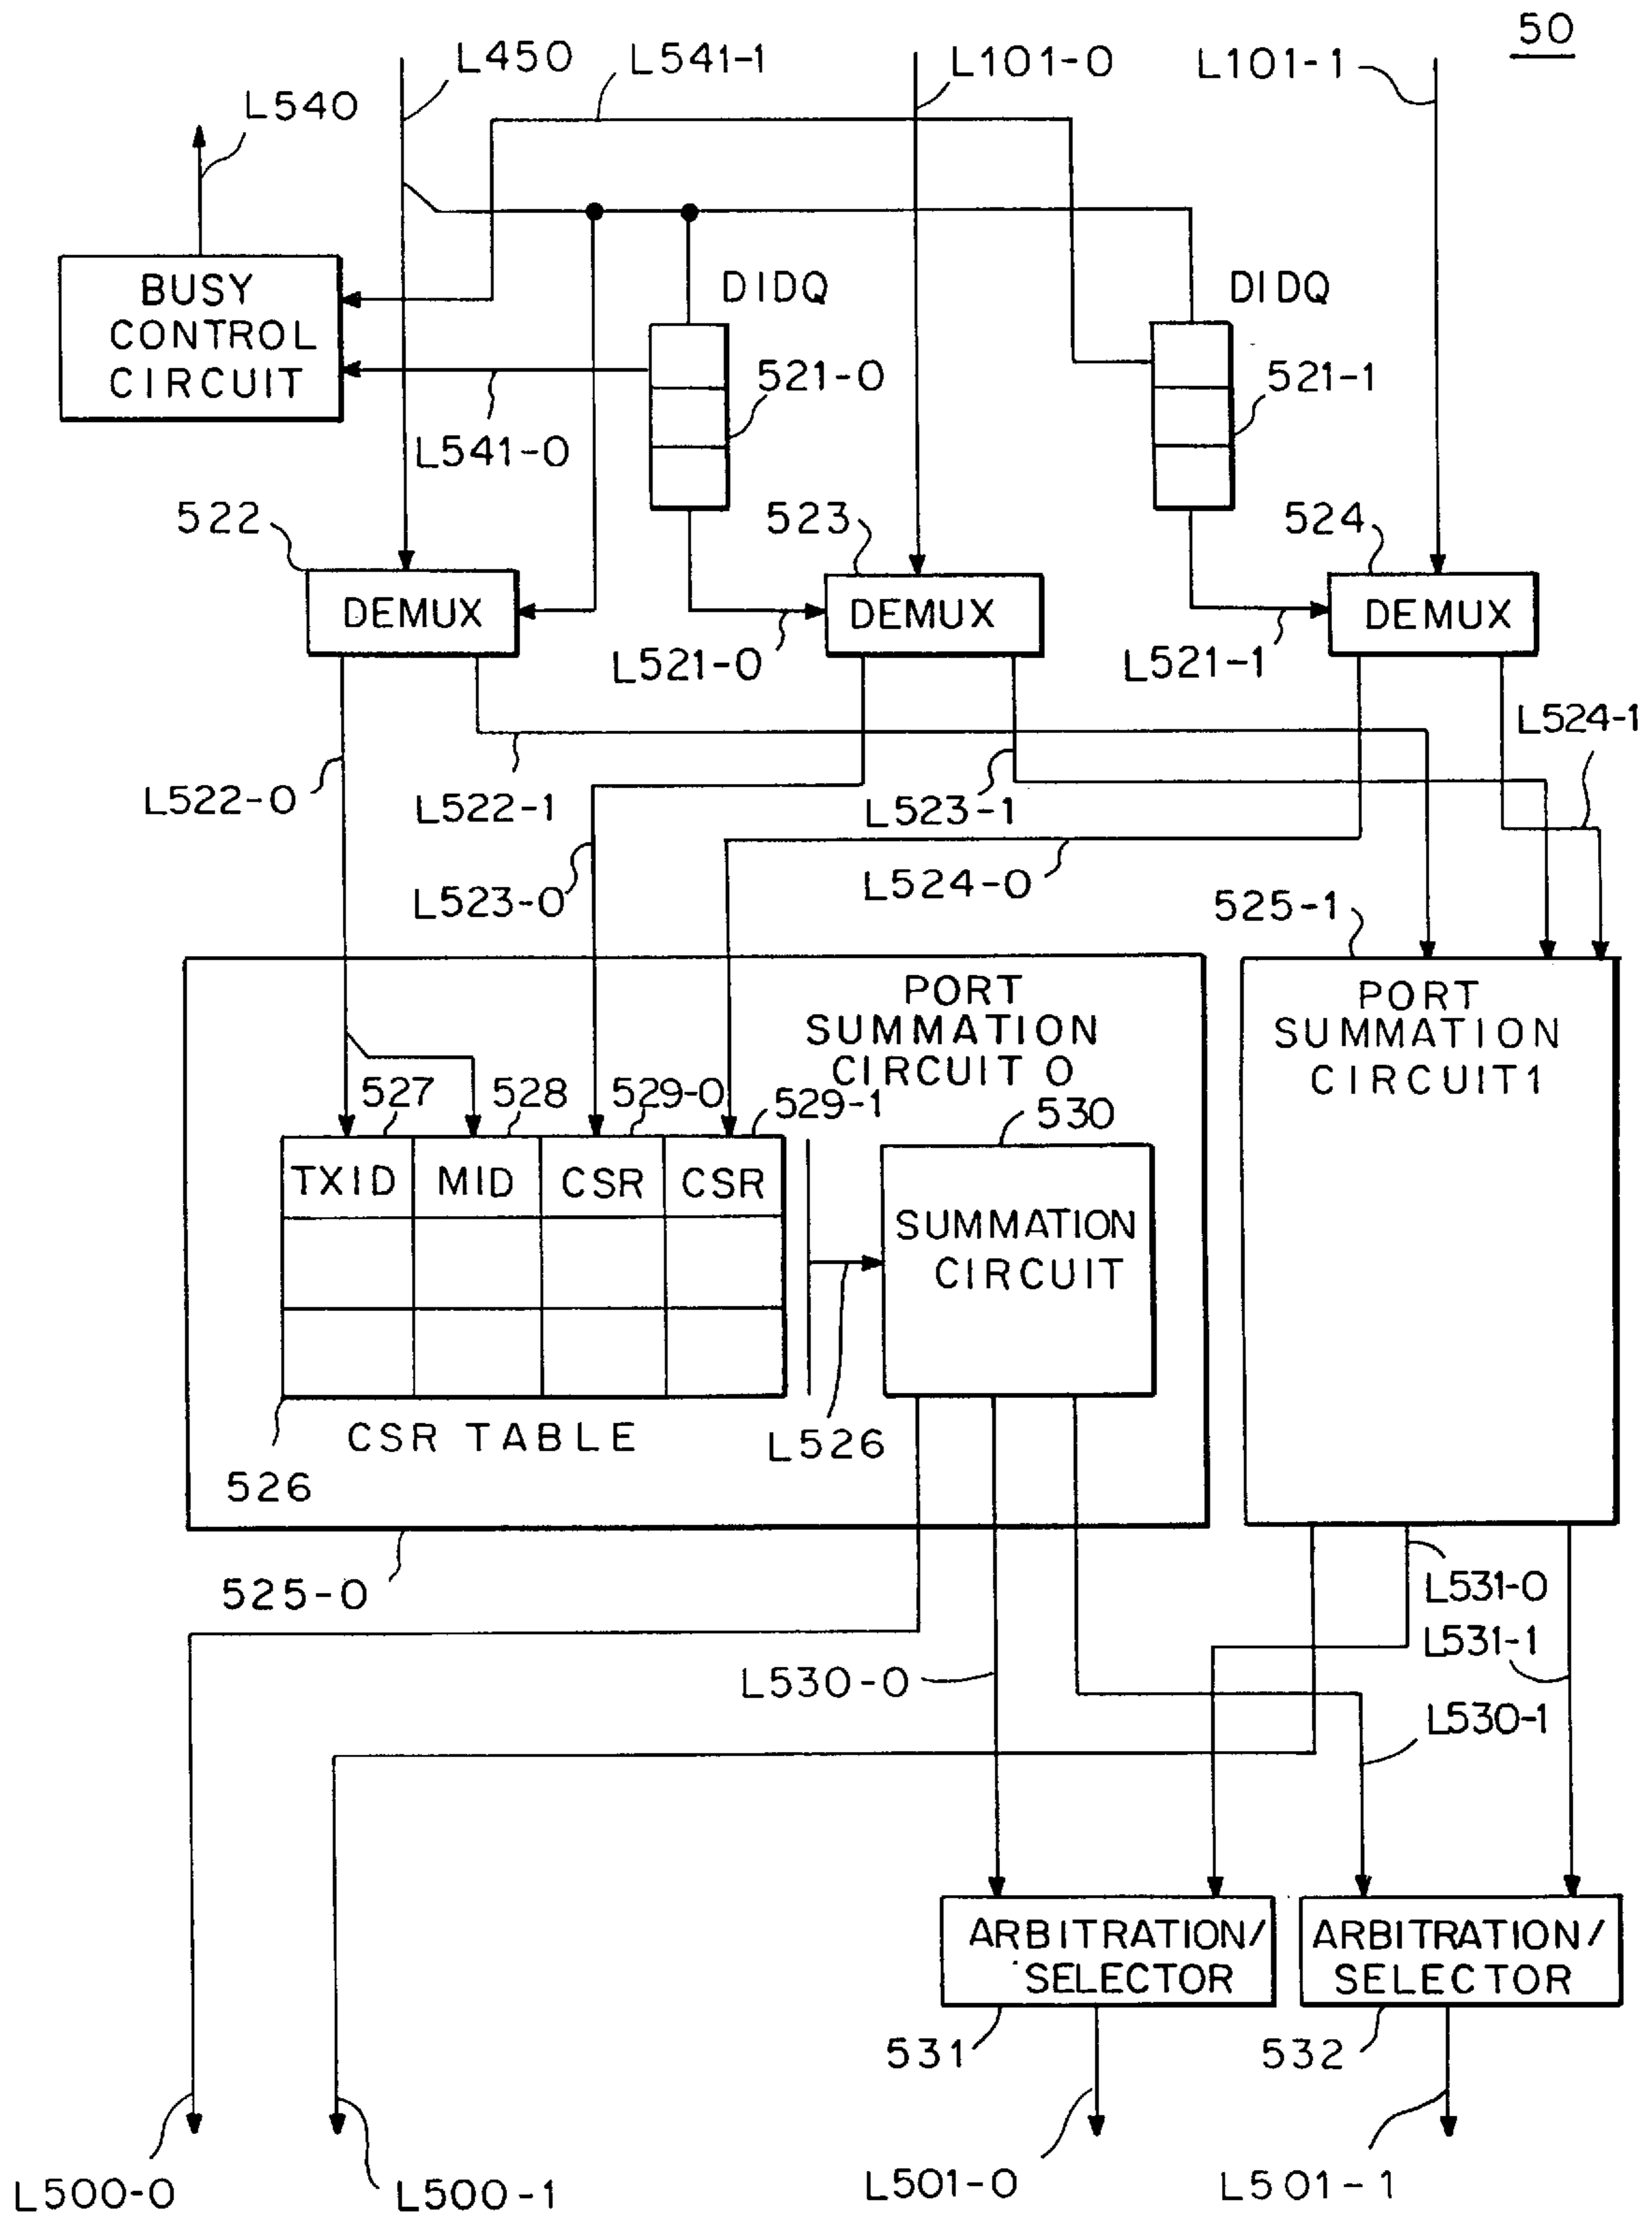 50
L450
L541-1
L101-0
L101-1
L540
BUSY
CONTROL
CIRCUIT
DIDQ
DIDQ
521-0
521-1
L541-0
522
523
524
DEMUX
DEMUX
DEMUX
L521-0
L521-1
L524-1
L522-0
L522-1
L523-1
L523-0
L524-0
525-1
PORT
SUMMATION
CIRCUIT 0
PORT
SUMMATION
CIRCUIT1
527
528
529-0
529-1
530
TXID
MID
CSR
CSR
SUMMATION
CIRCUIT
CSR TABLE
L526
526
525-0
L531-0
L531-1
L530-0
L530-1
ARBITRATION/
SELECTOR
ARBITRATION/
SELECTOR
531
532
L500-0
L500-1
L501-0
L501-1